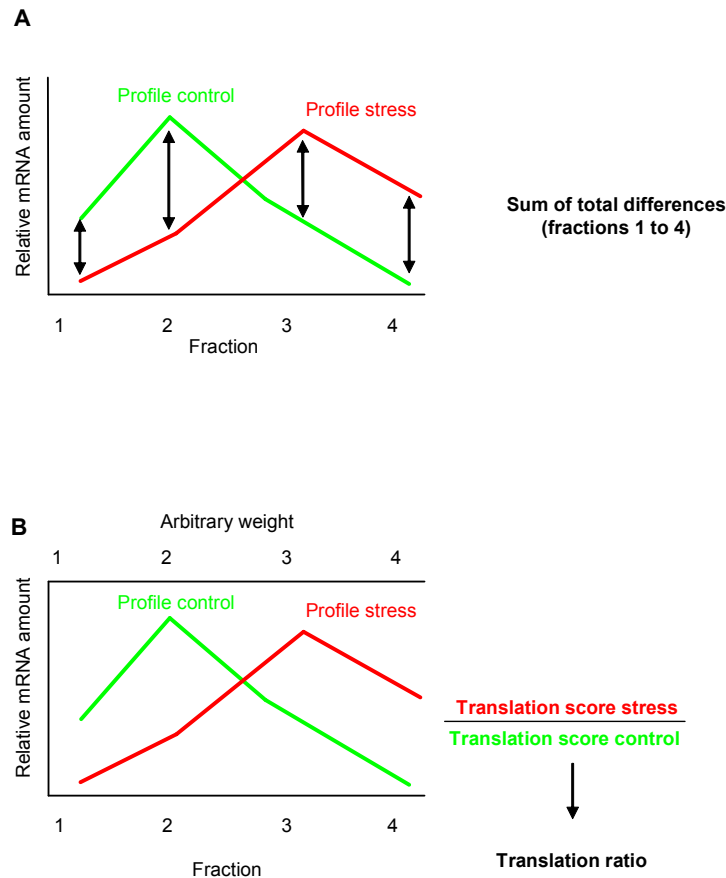 A
Relative mRNA amount
Profile control
Profile stress
Sum of total differences
(fractions 1 to 4)
1 2 3 4
Fraction
B
Arbitrary weight
1 2 3 4
Relative mRNA amount
Profile control
Profile stress
Translation score stress
Translation score control
1 2 3 4
Fraction
Translation ratio